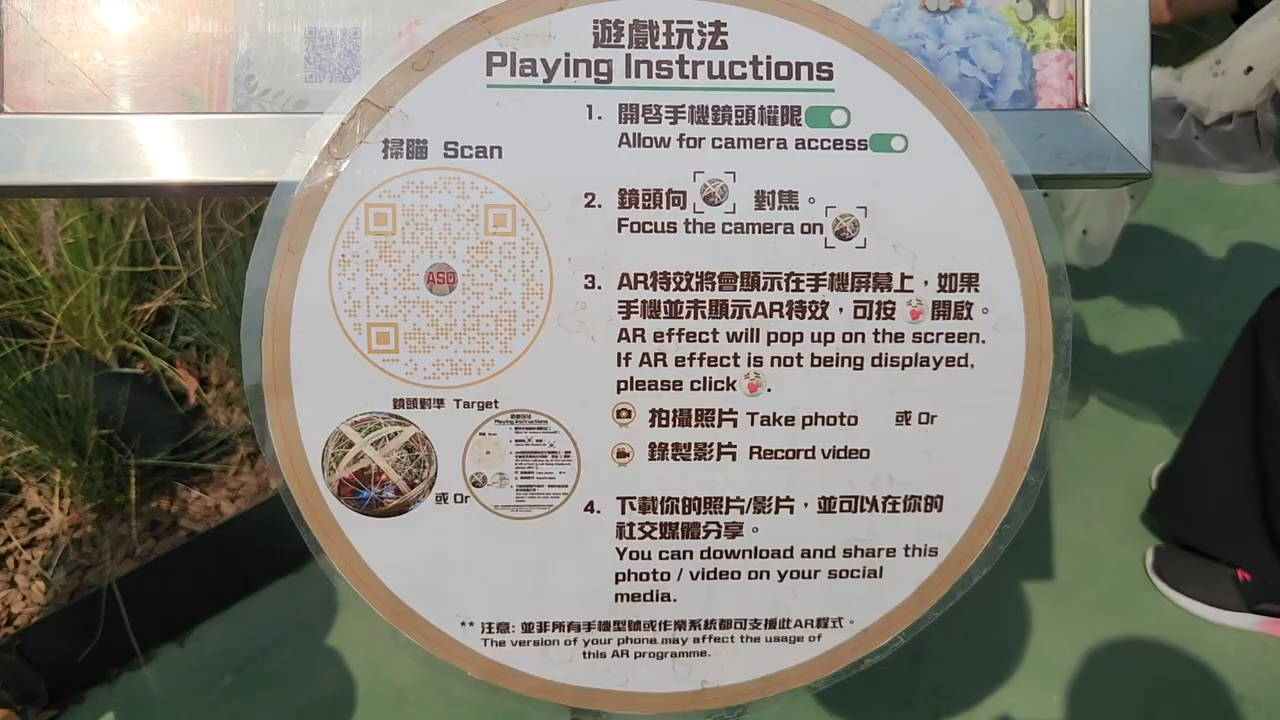 遊戲玩法
Playing Instructions
掃瞄 Scan
ASD
鏡頭對準 Target
或 Or
1. 開啓手機鏡頭權限
Allow for camera access
2. 鏡頭向 對焦。
Focus the camera on
3. AR特效將會顯示在手機屏幕上，如果
手機並未顯示AR特效，可按 開啟。
AR effect will pop up on the screen.
If AR effect is not being displayed,
please click .
拍攝照片 Take photo 或 Or
錄製影片 Record video
4. 下載你的照片/影片，並可以在你的
社交媒體分享。
You can download and share this
photo / video on your social
media.
** 注意: 並非所有手機型號或作業系統都可支援此AR程式。
The version of your phone may affect the usage of
this AR programme.